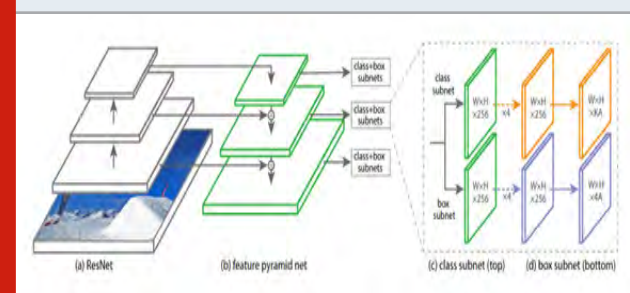 class+box
subnets
class+box
subnets
class+box
subnets
class
subnet
W×H
×256
×4
W×H
×256
W×H
×KA
box
subnet
W×H
×256
×4
W×H
×256
W×H
×4A
(a) ResNet
(b) feature pyramid net
(c) class subnet (top)
(d) box subnet (bottom)